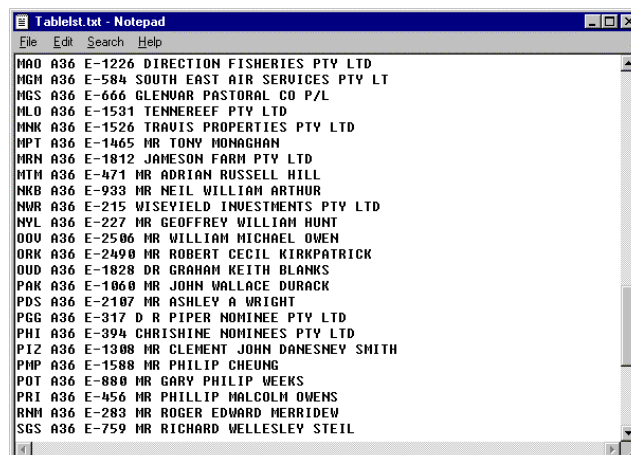 Tablelst.txt - Notepad
File Edit Search Help
MAO A36 E-1226 DIRECTION FISHERIES PTY LTD
MGM A36 E-584 SOUTH EAST AIR SERVICES PTY LT
MGS A36 E-666 GLENVAR PASTORAL CO P/L
MLO A36 E-1531 TENNEREEF PTY LTD
MNK A36 E-1526 TRAVIS PROPERTIES PTY LTD
MPT A36 E-1465 MR TONY MONAGHAN
MRN A36 E-1812 JAMESON FARM PTY LTD
MTM A36 E-471 MR ADRIAN RUSSELL HILL
NKB A36 E-933 MR NEIL WILLIAM ARTHUR
NWR A36 E-215 WISEYIELD INVESTMENTS PTY LTD
NYL A36 E-227 MR GEOFFREY WILLIAM HUNT
OOV A36 E-2506 MR WILLIAM MICHAEL OWEN
ORK A36 E-2490 MR ROBERT CECIL KIRKPATRICK
OUD A36 E-1828 DR GRAHAM KEITH BLANKS
PAK A36 E-1060 MR JOHN WALLACE DURACK
PDS A36 E-2107 MR ASHLEY A WRIGHT
PGG A36 E-317 D R PIPER NOMINEE PTY LTD
PHI A36 E-394 CHRISHINE NOMINEES PTY LTD
PIZ A36 E-1308 MR CLEMENT JOHN DANESNEY SMITH
PMP A36 E-1588 MR PHILIP CHEUNG
POT A36 E-880 MR GARY PHILIP WEEKS
PRI A36 E-456 MR PHILLIP MALCOLM OWENS
RNM A36 E-283 MR ROGER EDWARD MERRIDEW
SGS A36 E-759 MR RICHARD WELLESLEY STEIL